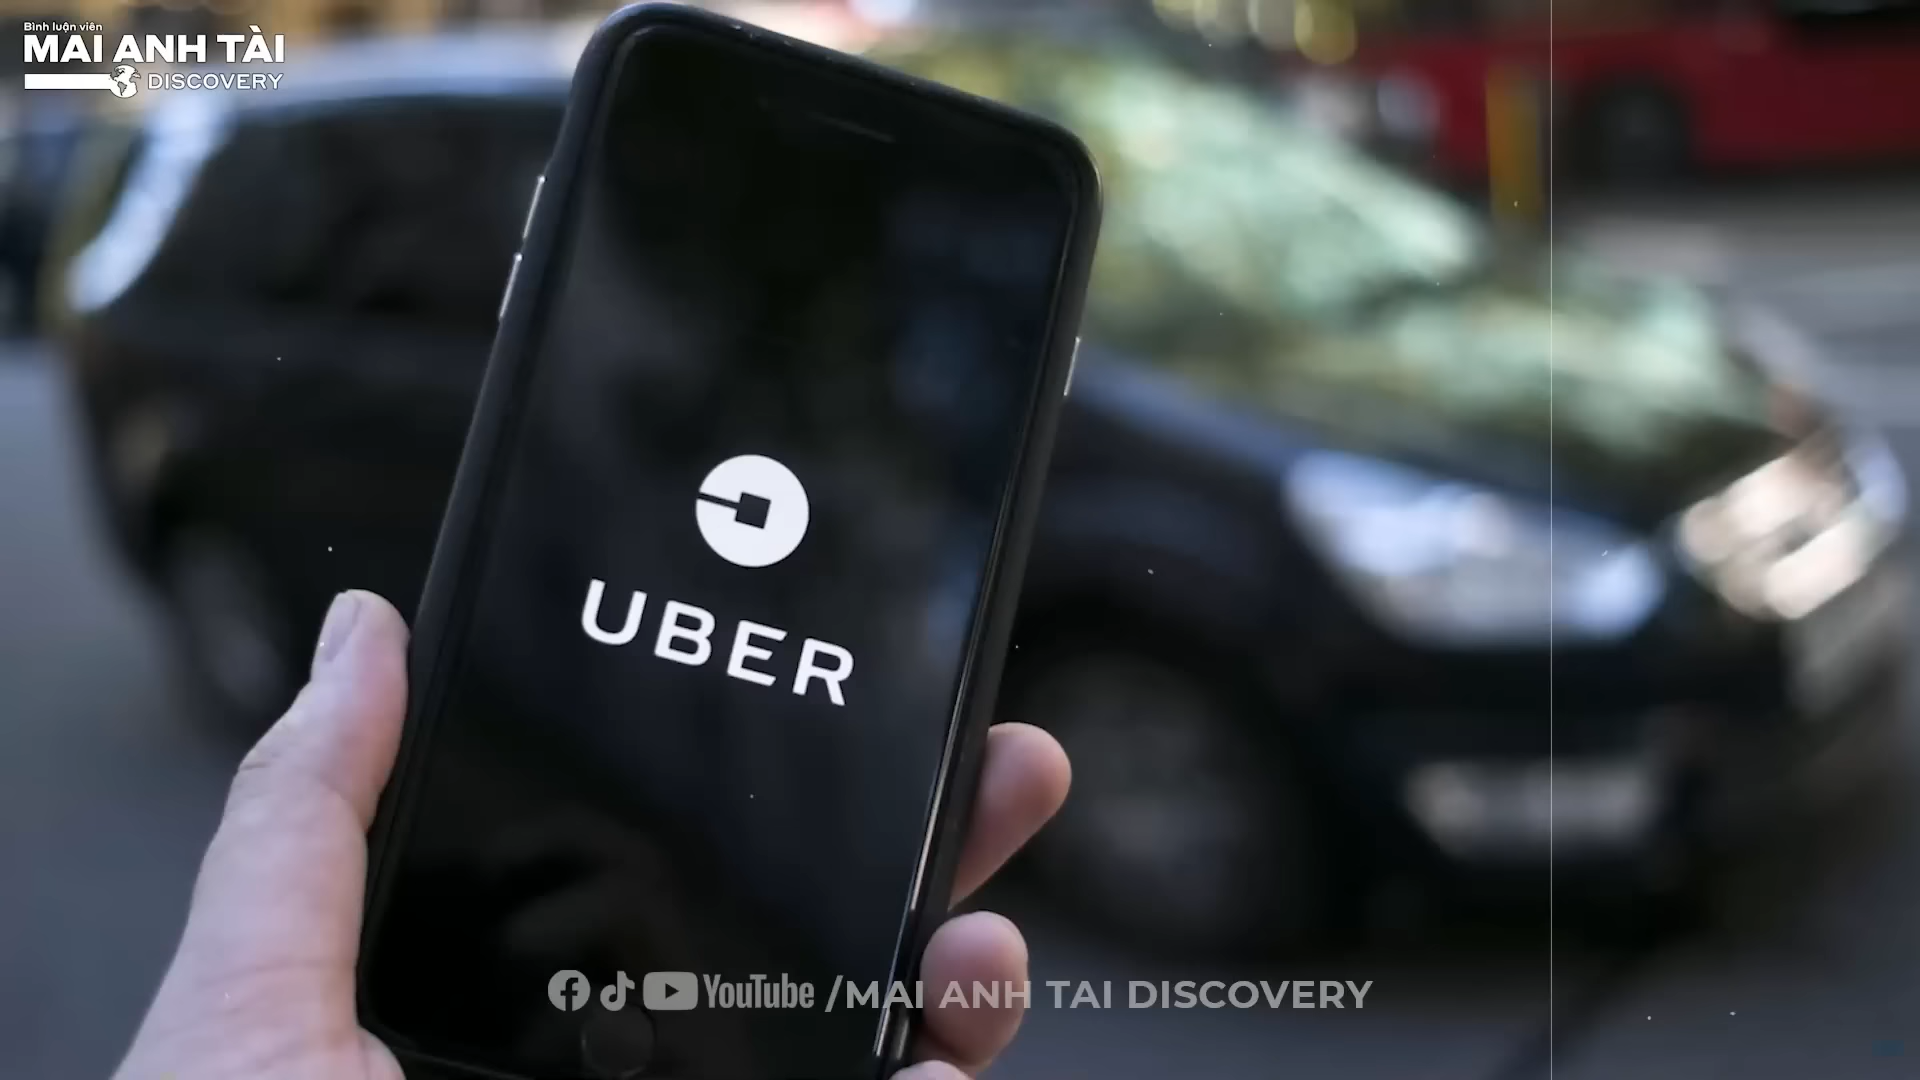 Bình luận viên
MAI ANH TÀI
DISCOVERY
UBER
YouTube /MAI ANH TAI DISCOVERY